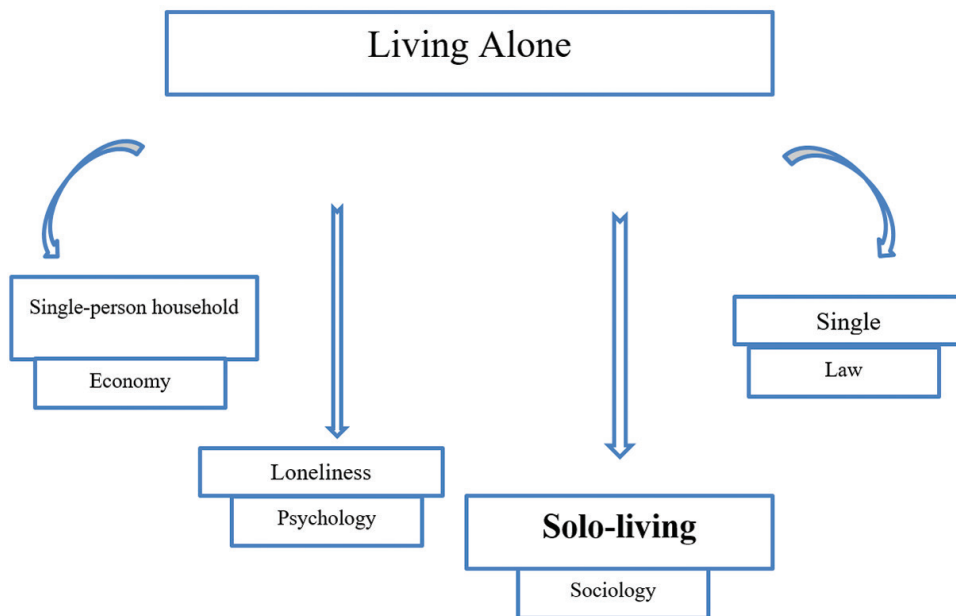 Living Alone
Single-person household
Economy
Single
Law
Loneliness
Psychology
Solo-living
Sociology